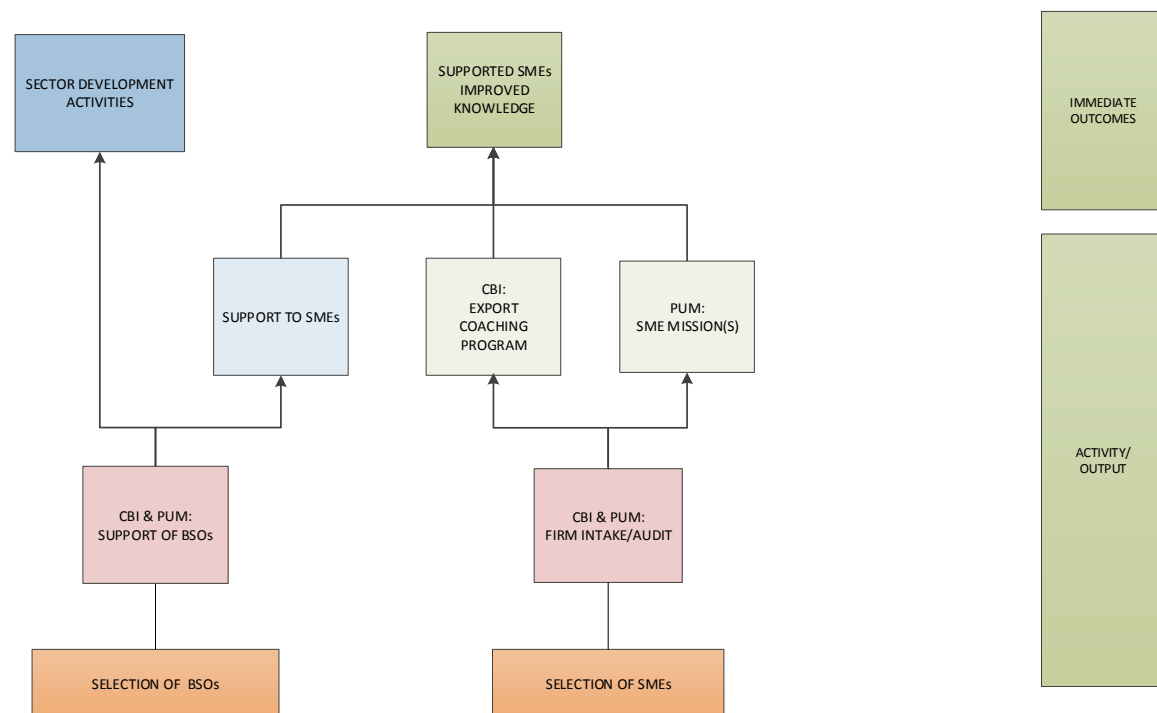 SECTOR DEVELOPMENT
ACTIVITIES
SUPPORTED SMEs
IMPROVED
KNOWLEDGE
IMMEDIATE
OUTCOMES
SUPPORT TO SMEs
CBI:
EXPORT
COACHING
PROGRAM
PUM:
SME MISSION(S)
ACTIVITY/
OUTPUT
CBI & PUM:
SUPPORT OF BSOs
CBI & PUM:
FIRM INTAKE/AUDIT
SELECTION OF BSOs
SELECTION OF SMEs